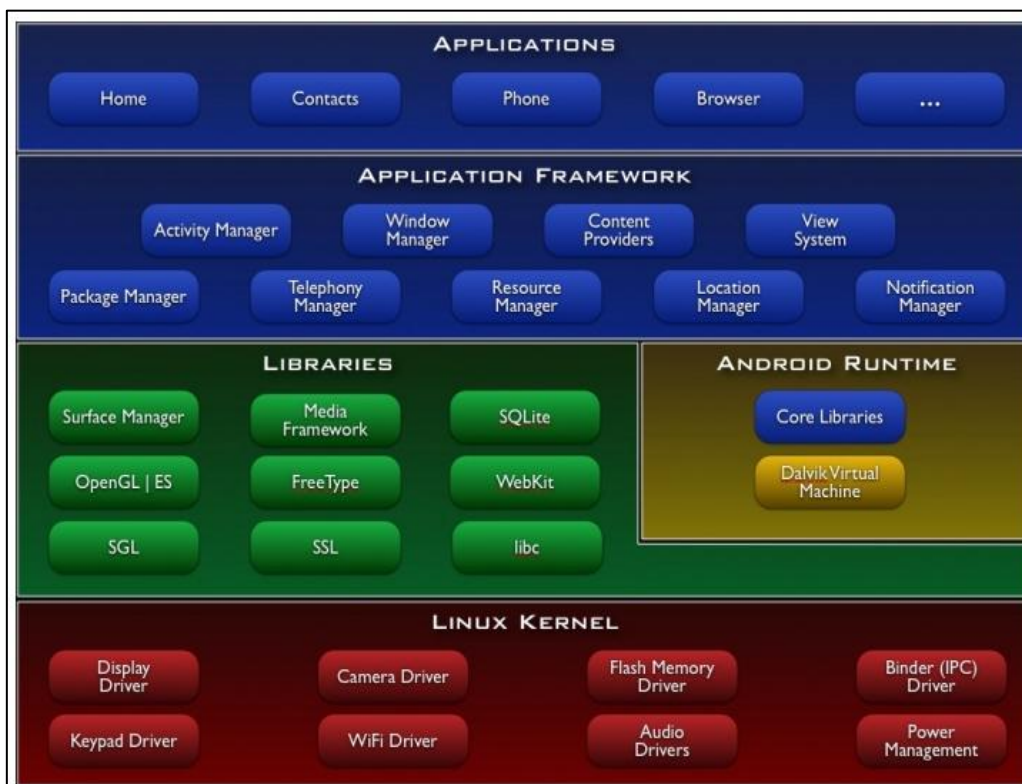 APPLICATIONS
Home Contacts Phone Browser ...
APPLICATION FRAMEWORK
Activity Manager
Window
Manager
Content
Providers
View
System
Package Manager
Telephony
Manager
Resource
Manager
Location
Manager
Notification
Manager
LIBRARIES
Surface Manager
Media
Framework
SQLite
OpenGL | ES
FreeType
WebKit
SGL
SSL
libc
ANDROID RUNTIME
Core Libraries
Dalvik Virtual
Machine
LINUX KERNEL
Display
Driver
Camera Driver
Flash Memory
Driver
Binder (IPC)
Driver
Keypad Driver
WiFi Driver
Audio
Drivers
Power
Management